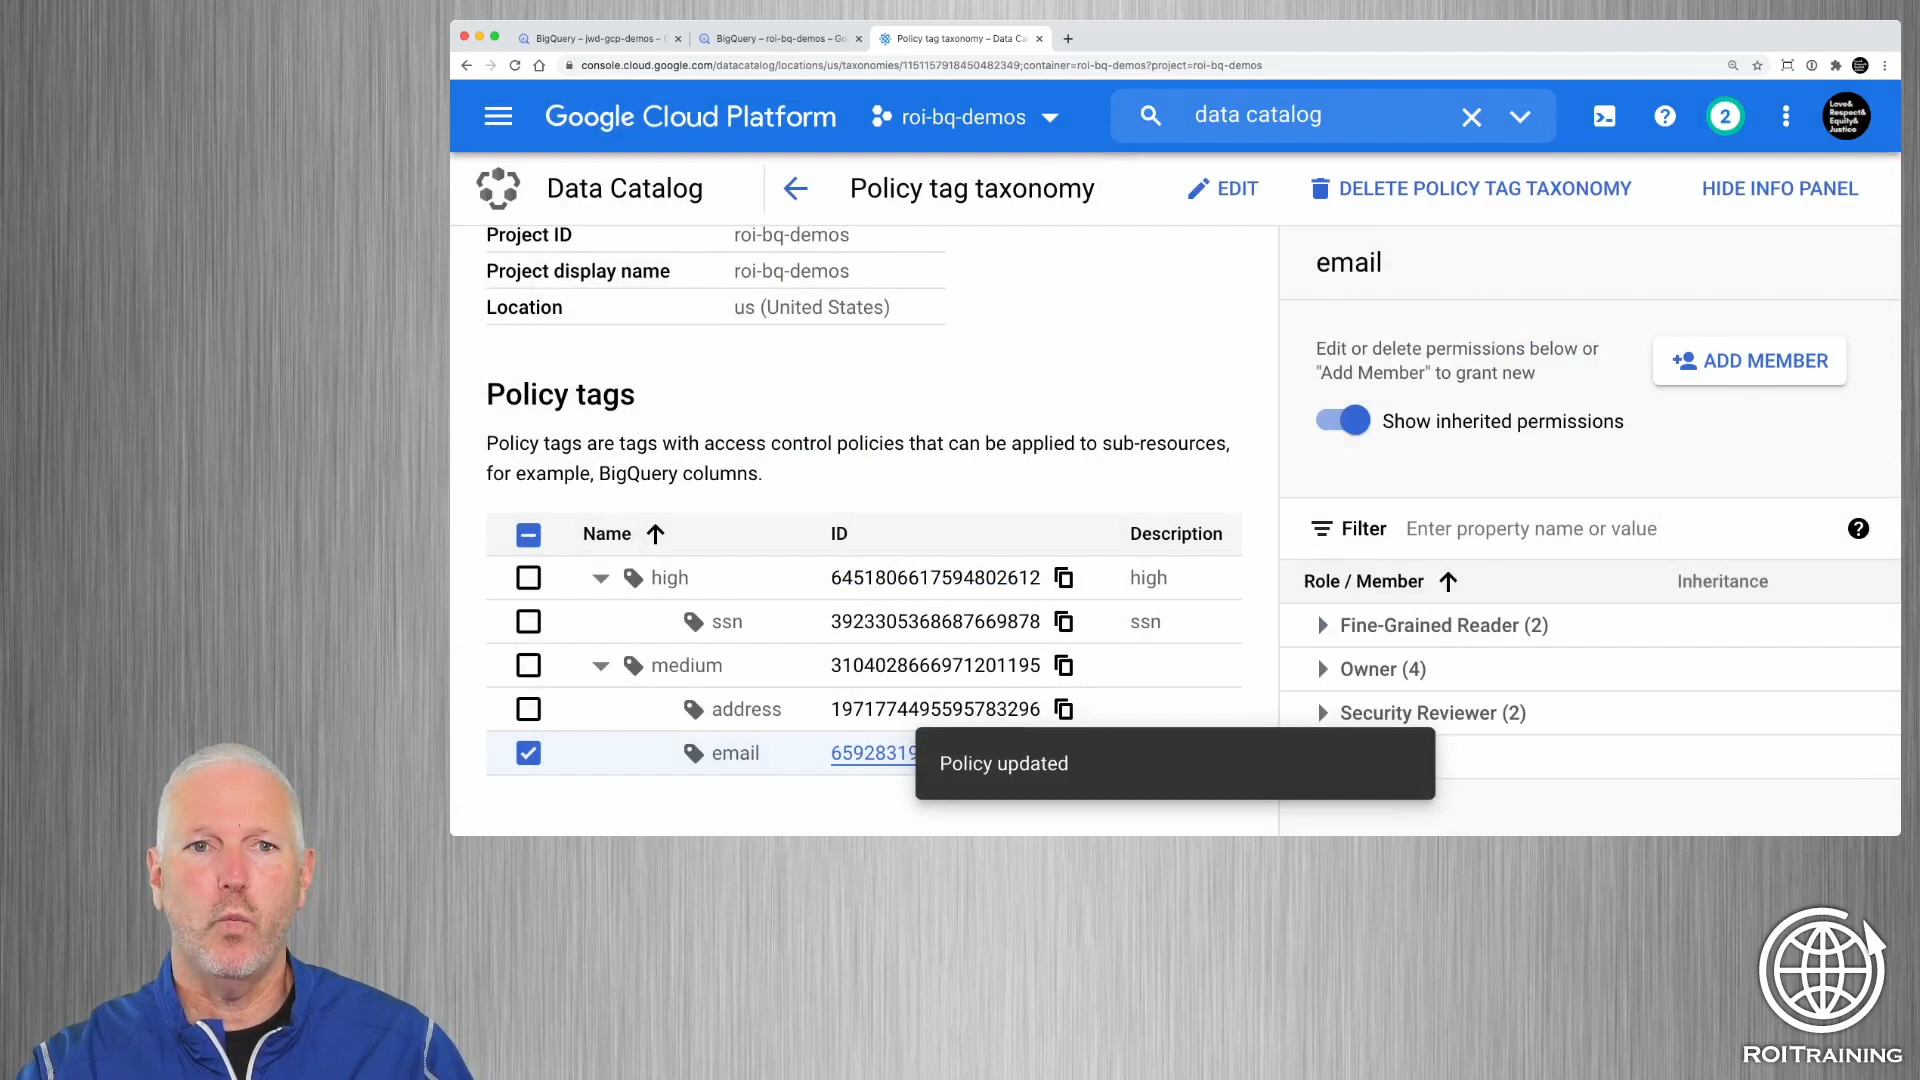 BigQuery – jwd-gcp-demos –
BigQuery – roi-bq-demos – Go
Policy tag taxonomy – Data Ca
console.cloud.google.com/datacatalog/locations/us/taxonomies/1151157918450482349;container=roi-bq-demos?project=roi-bq-demos
Google Cloud Platform
roi-bq-demos
data catalog
2
Love&
Respect&
Equity&
Justice
Data Catalog
Policy tag taxonomy
EDIT
DELETE POLICY TAG TAXONOMY
HIDE INFO PANEL
Project ID roi-bq-demos
Project display name roi-bq-demos
Location us (United States)
Policy tags
Policy tags are tags with access control policies that can be applied to sub-resources,
for example, BigQuery columns.
Name ID Description
high 6451806617594802612 high
ssn 3923305368687669878 ssn
medium 3104028666971201195
address 1971774495595783296
email 65928319
Policy updated
email
Edit or delete permissions below or
"Add Member" to grant new
ADD MEMBER
Show inherited permissions
Filter Enter property name or value
Role / Member Inheritance
Fine-Grained Reader (2)
Owner (4)
Security Reviewer (2)
ROITRAINING